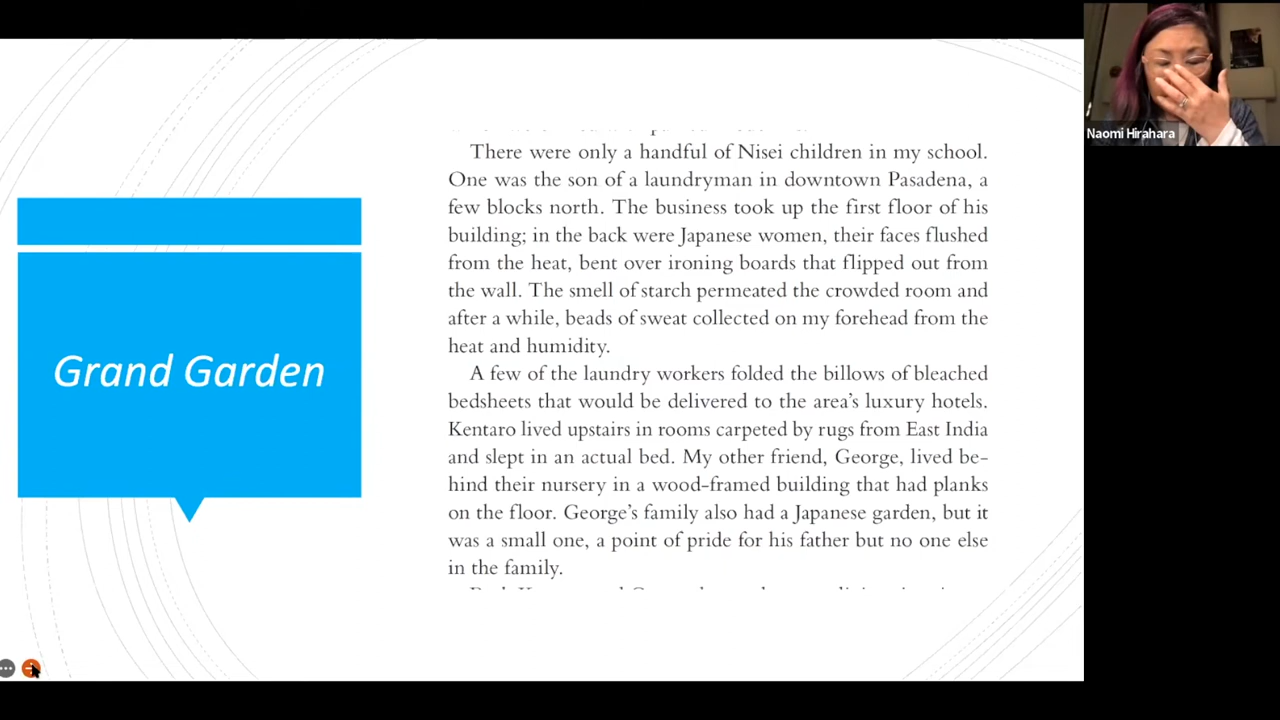 Grand Garden
There were only a handful of Nisei children in my school.
One was the son of a laundryman in downtown Pasadena, a
few blocks north. The business took up the first floor of his
building; in the back were Japanese women, their faces flushed
from the heat, bent over ironing boards that flipped out from
the wall. The smell of starch permeated the crowded room and
after a while, beads of sweat collected on my forehead from the
heat and humidity.
A few of the laundry workers folded the billows of bleached
bedsheets that would be delivered to the area's luxury hotels.
Kentaro lived upstairs in rooms carpeted by rugs from East India
and slept in an actual bed. My other friend, George, lived be-
hind their nursery in a wood-framed building that had planks
on the floor. George's family also had a Japanese garden, but it
was a small one, a point of pride for his father but no one else
in the family.
Naomi Hirahara